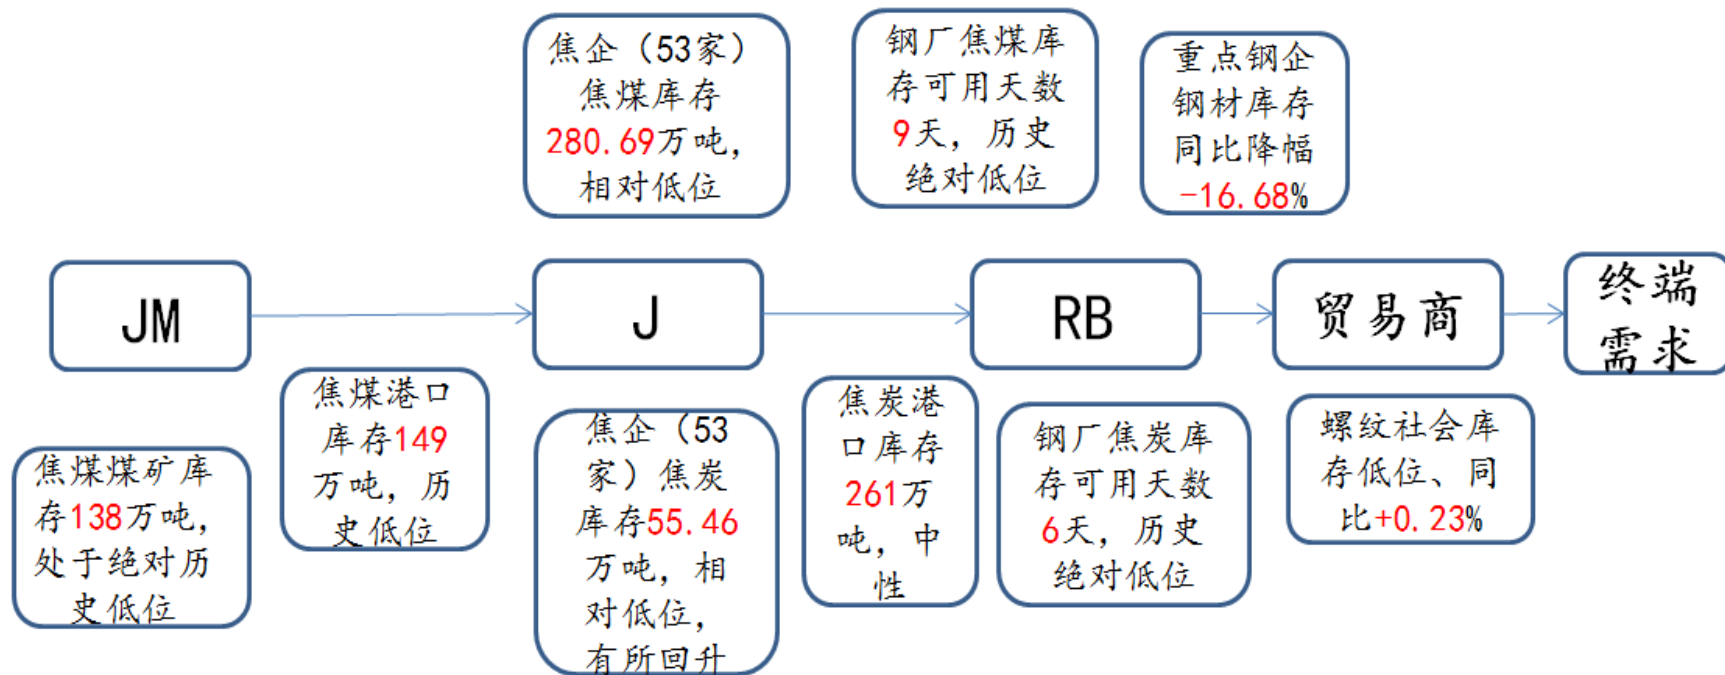 焦企（53家）
焦煤库存
280.69万吨，
相对低位
钢厂焦煤库
存可用天数
9天，历史
绝对低位
重点钢企
钢材库存
同比降幅
-16.68%
JM
J
RB
贸易商
终端
需求
焦煤煤矿库
存138万吨，
处于绝对历
史低位
焦煤港口
库存149
万吨，历
史低位
焦企（53
家）焦炭
库存55.46
万吨，相
对低位，
有所回升
焦炭港
口库存
261万
吨，中
性
钢厂焦炭库
存可用天数
6天，历史
绝对低位
螺纹社会库
存低位、同
比+0.23%